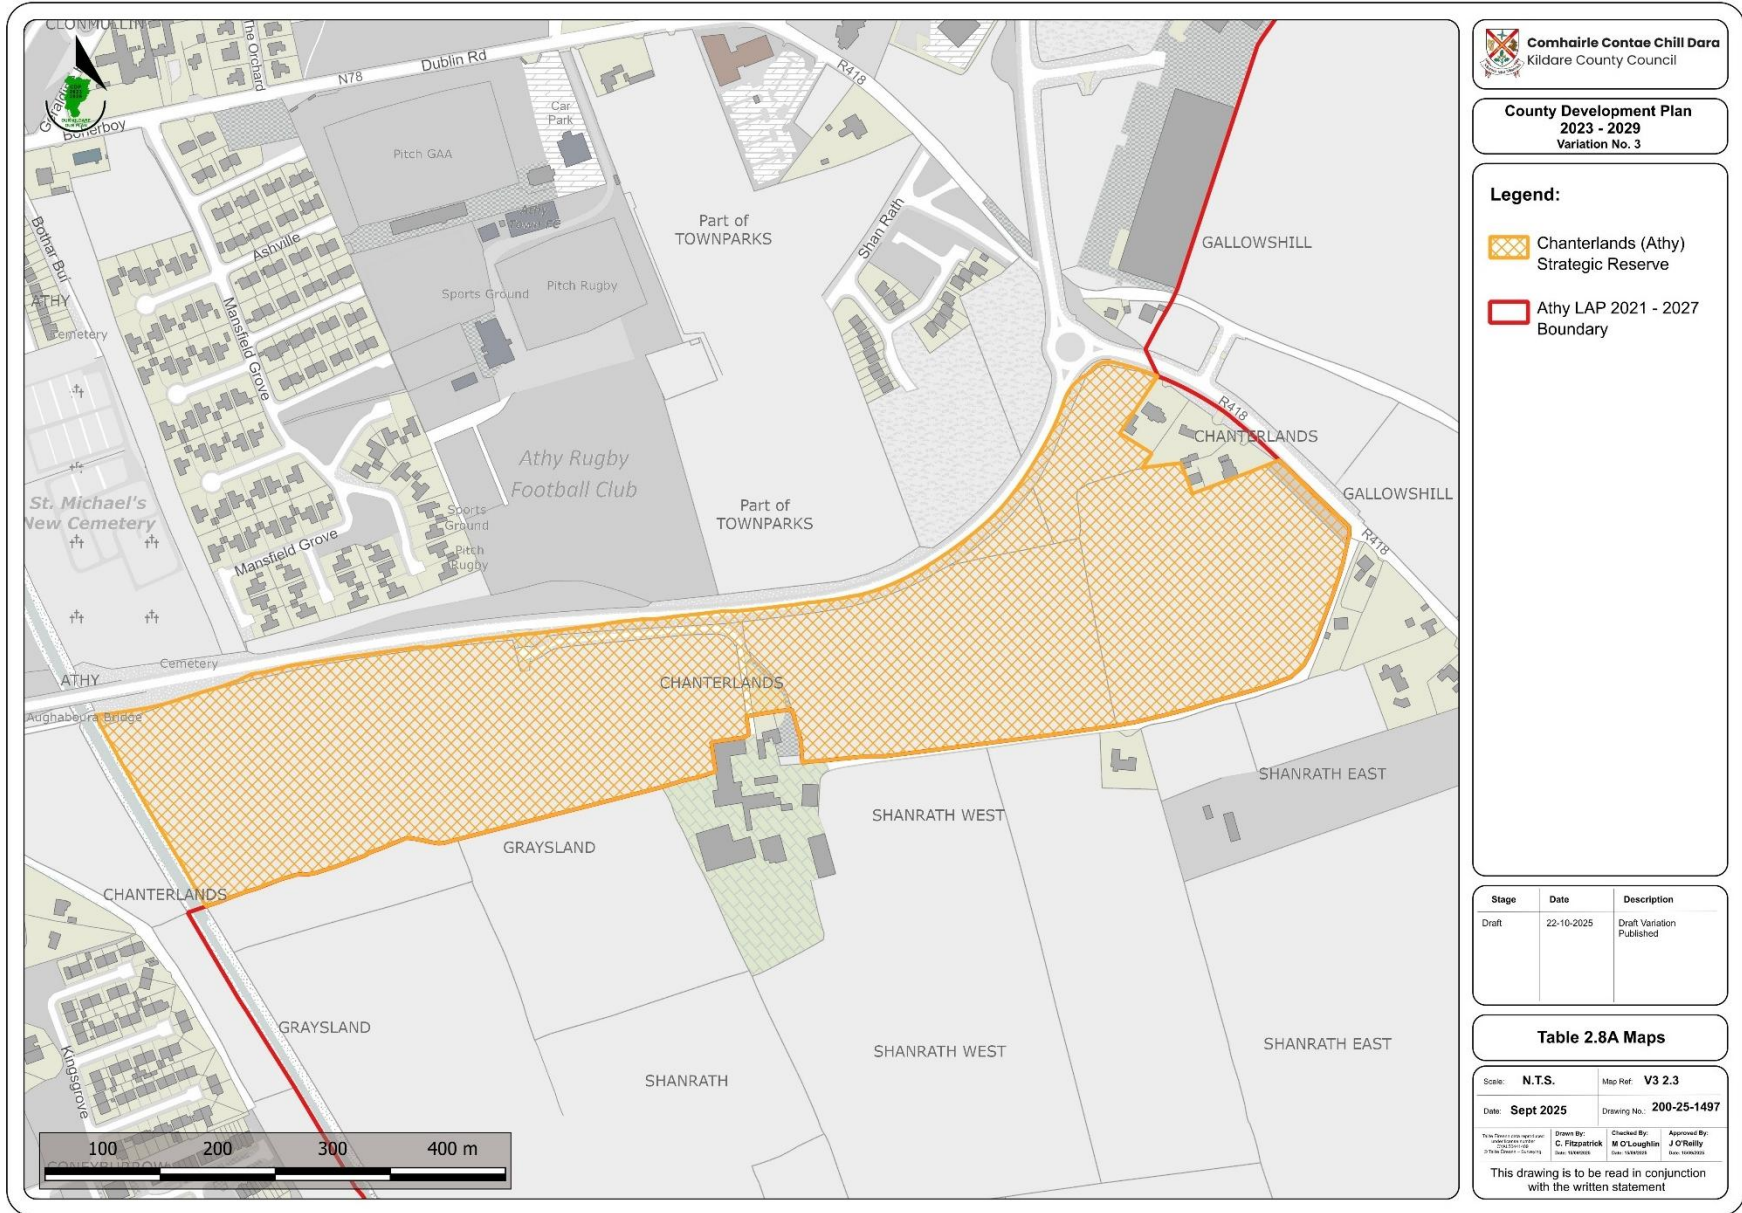 CLONMULLIN
The Orchard
N78
Dublin Rd
R418
Bonerboy
Car
Park
Pitch GAA
Bothar Bui
Ashville
Athy
Town FC
Part of
TOWNPARKS
Shan Rath
GALLOWSHILL
ATHY
Cemetery
Mansfield Grove
Sports Ground
Pitch Rugby
R418
CHANTERLANDS
Athy Rugby
Football Club
GALLOWSHILL
St. Michael's
New Cemetery
Sports
Ground
Part of
TOWNPARKS
R418
Mansfield Grove
Pitch
Rugby
Cemetery
ATHY
CHANTERLANDS
Aughaboura Bridge
SHANRATH EAST
SHANRATH WEST
GRAYSLAND
CHANTERLANDS
GRAYSLAND
SHANRATH WEST
SHANRATH EAST
SHANRATH
Kingsgrove
CONEYBURROW
100 200 300 400 m
Comhairle Contae Chill Dara
Kildare County Council
County Development Plan
2023 - 2029
Variation No. 3
Legend:
Chanterlands (Athy)
Strategic Reserve
Athy LAP 2021 - 2027
Boundary
Stage Date Description
Draft 22-10-2025 Draft Variation
Published
Table 2.8A Maps
Scale: N.T.S. Map Ref: V3 2.3
Date: Sept 2025 Drawing No.: 200-25-1497
Drawn By: Checked By: Approved By:
C. Fitzpatrick M O'Loughlin J O'Reilly
This drawing is to be read in conjunction
with the written statement